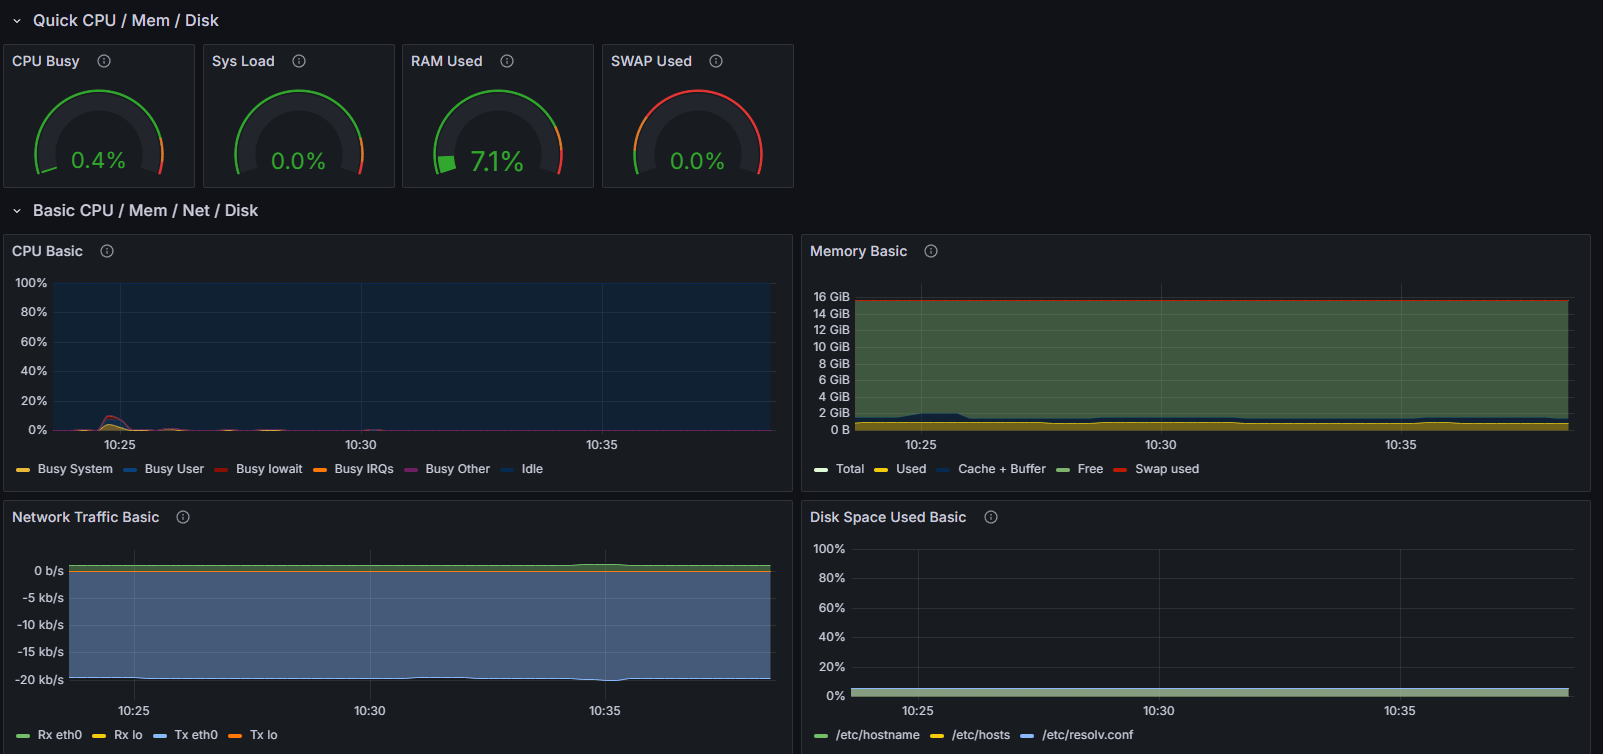 Quick CPU / Mem / Disk
CPU Busy
Sys Load
RAM Used
SWAP Used
0.4%
0.0%
7.1%
0.0%
Basic CPU / Mem / Net / Disk
CPU Basic
100%
80%
60%
40%
20%
0%
10:25 10:30 10:35
Busy System Busy User Busy Iowait Busy IRQs Busy Other Idle
Memory Basic
16 GiB
14 GiB
12 GiB
10 GiB
8 GiB
6 GiB
4 GiB
2 GiB
0 B
10:25 10:30 10:35
Total Used Cache + Buffer Free Swap used
Network Traffic Basic
0 b/s
-5 kb/s
-10 kb/s
-15 kb/s
-20 kb/s
10:25 10:30 10:35
Rx eth0 Rx lo Tx eth0 Tx lo
Disk Space Used Basic
100%
80%
60%
40%
20%
0%
10:25 10:30 10:35
/etc/hostname /etc/hosts /etc/resolv.conf